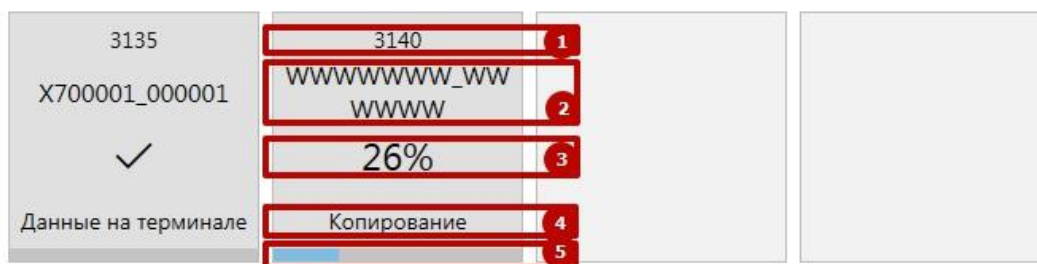 3135
X700001_000001
Данные на терминале
3140
WWWWWWW_WW
WWWW
26%
Копирование
1
2
3
4
5